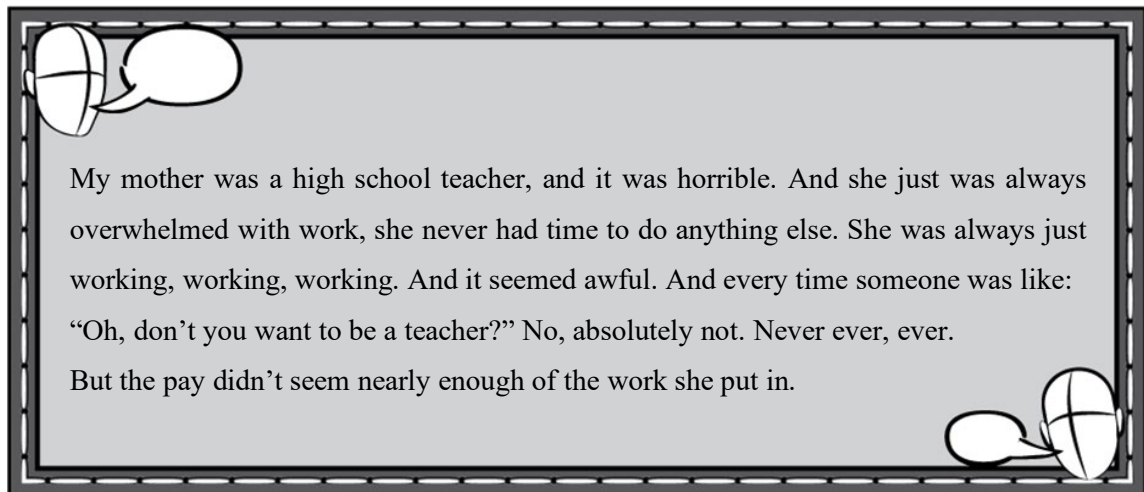 My mother was a high school teacher, and it was horrible. And she just was always
overwhelmed with work, she never had time to do anything else. She was always just
working, working, working. And it seemed awful. And every time someone was like:
“Oh, don’t you want to be a teacher?” No, absolutely not. Never ever, ever.
But the pay didn’t seem nearly enough of the work she put in.